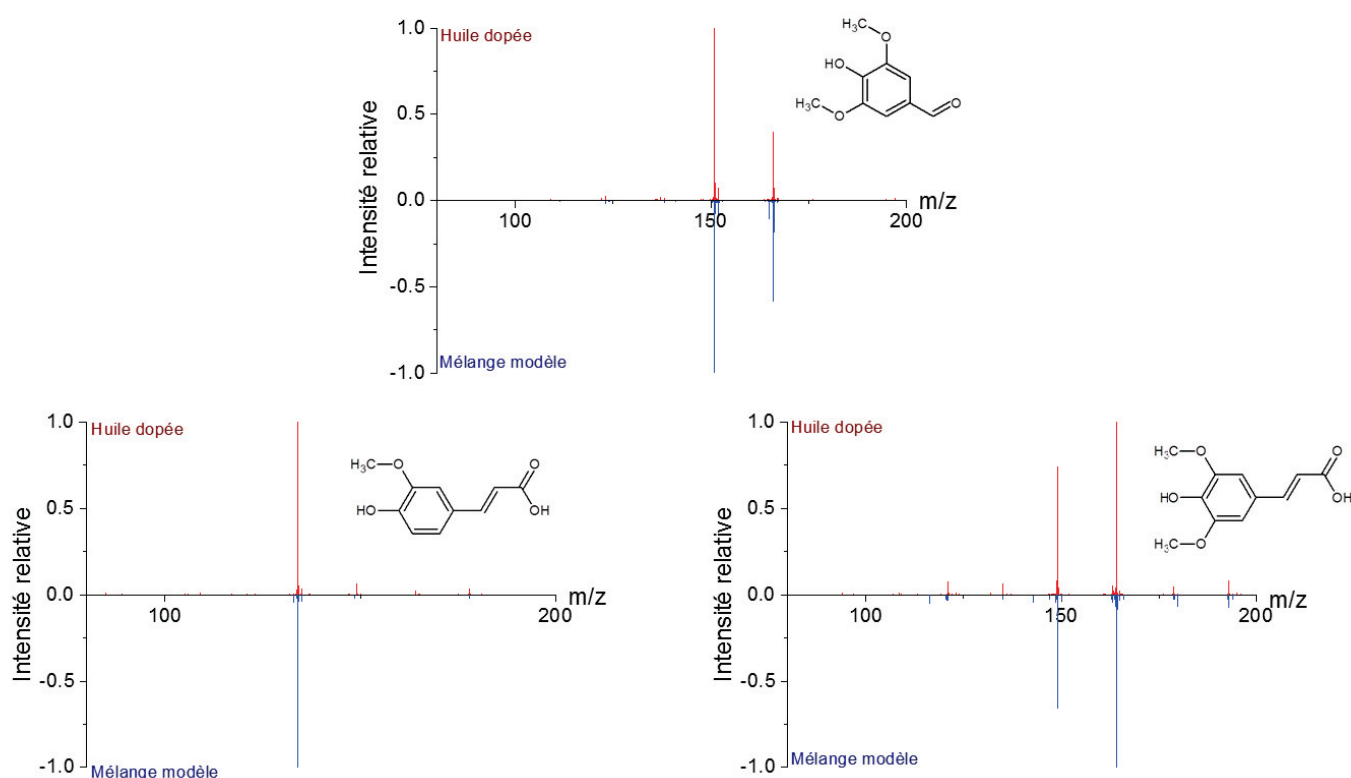 1.0
Huile dopée
H₃C
O
HO
H₃C
O
O
0.5
Intensité relative
0.0
m/z
100
150
200
-0.5
Mélange modèle
-1.0
1.0
Huile dopée
H₃C
O
O
HO
OH
0.5
Intensité relative
0.0
m/z
100
200
-0.5
-1.0
Mélange modèle
1.0
Huile dopée
H₃C
O
O
HO
OH
H₃C
O
0.5
Intensité relative
0.0
m/z
100
150
200
-0.5
-1.0
Mélange modèle